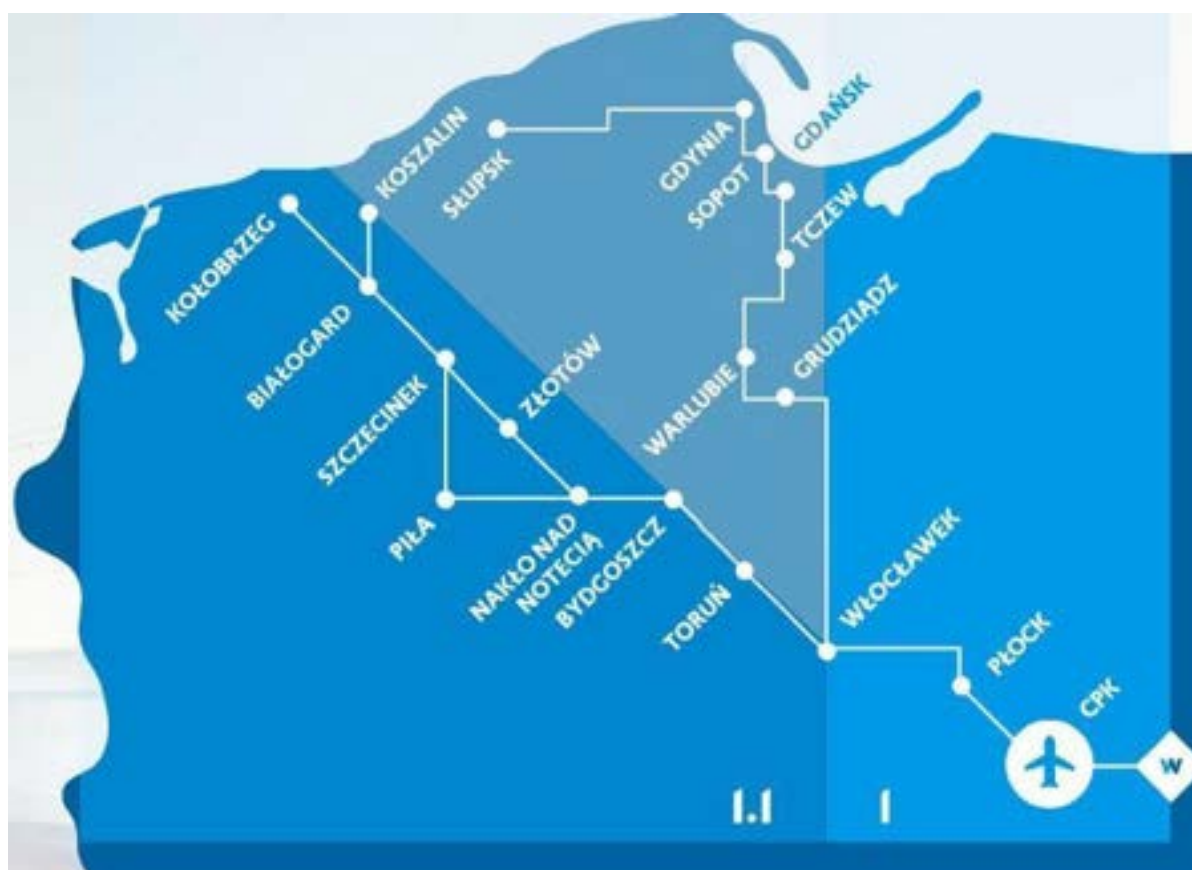 KOSZALIN
SŁUPSK
GDYNIA
GDAŃSK
SOPOT
TCZEW
KOŁOBRZEG
BIAŁOGARD
SZCZECINEK
ZŁOTÓW
WARLUBIE
GRUDZIĄDZ
PIŁA
NAKŁO NAD
NOTECIĄ
BYDGOSZCZ
TORUŃ
WŁOCŁAWEK
PŁOCK
CPK
W
1.1
1